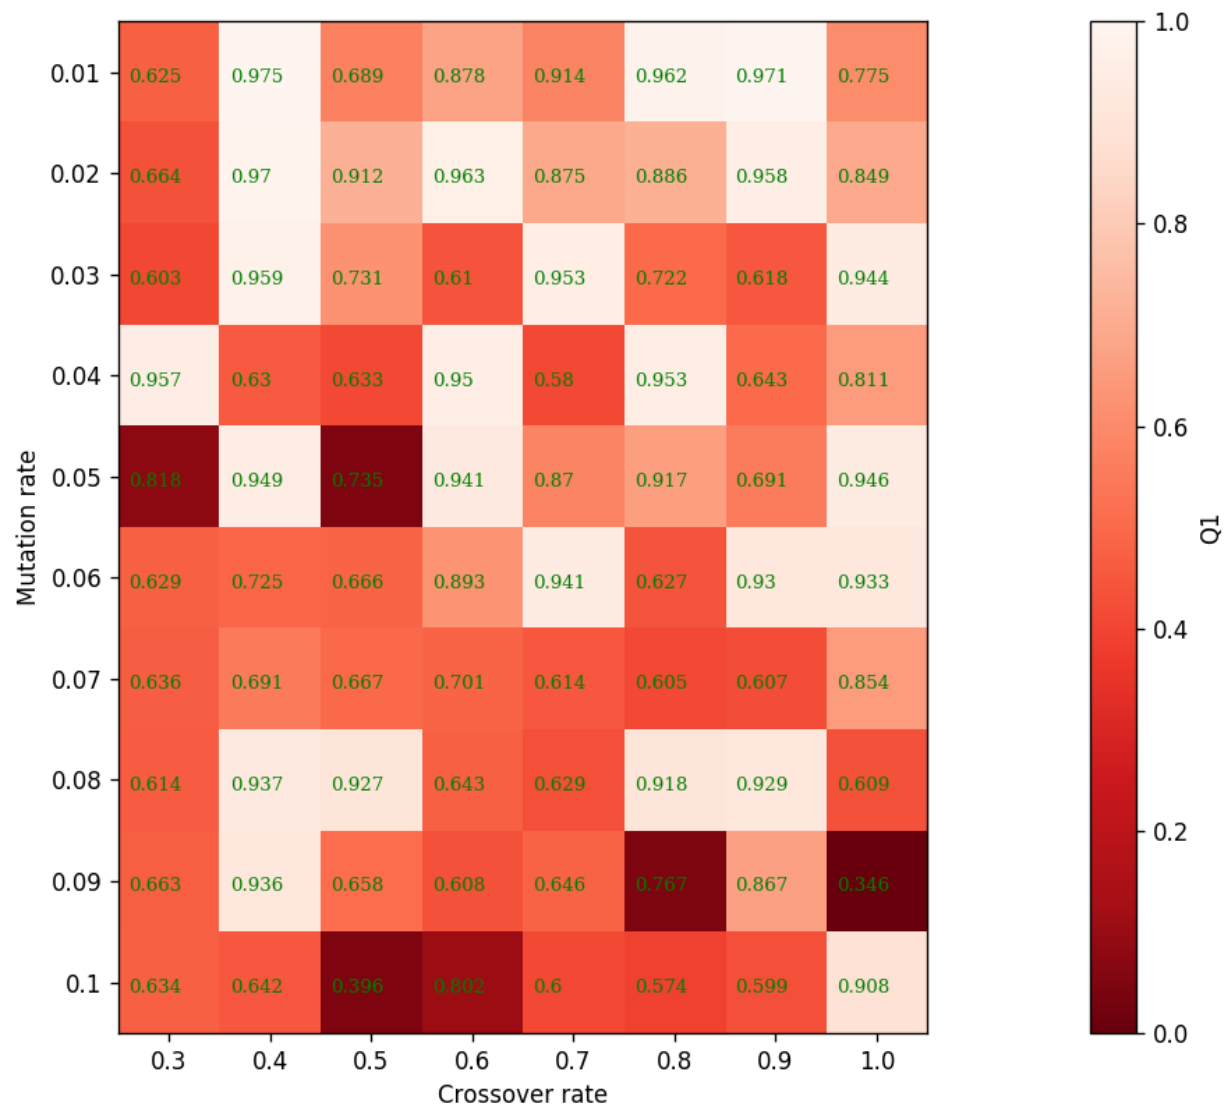 0.01 0.625 0.975 0.689 0.878 0.914 0.962 0.971 0.775
0.02 0.664 0.97 0.912 0.963 0.875 0.886 0.958 0.849
0.03 0.603 0.959 0.731 0.61 0.953 0.722 0.618 0.944
0.04 0.957 0.63 0.633 0.95 0.58 0.953 0.643 0.811
0.05 0.818 0.949 0.735 0.941 0.87 0.917 0.691 0.946
0.06 0.629 0.725 0.666 0.893 0.941 0.627 0.93 0.933
0.07 0.636 0.691 0.667 0.701 0.614 0.605 0.607 0.854
0.08 0.614 0.937 0.927 0.643 0.629 0.918 0.929 0.609
0.09 0.663 0.936 0.658 0.608 0.646 0.767 0.867 0.346
0.1 0.634 0.642 0.396 0.802 0.6 0.574 0.599 0.908
0.3 0.4 0.5 0.6 0.7 0.8 0.9 1.0
Crossover rate
Mutation rate
1.0
0.8
0.6
0.4
0.2
0.0
Q1